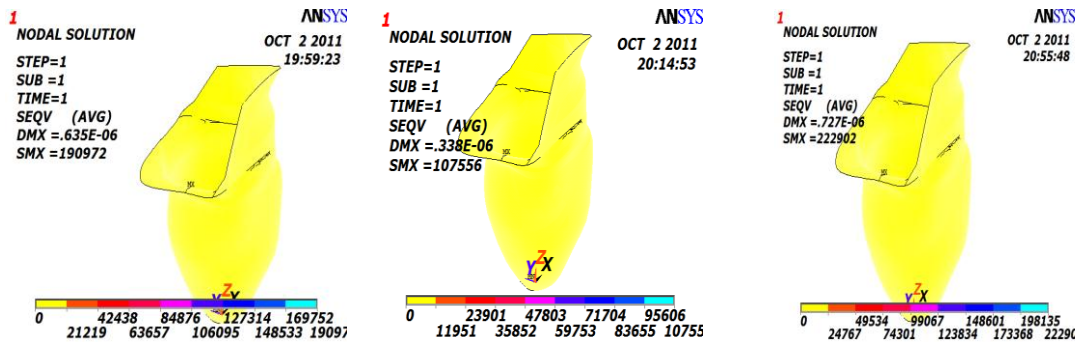 1
ANSYS
NODAL SOLUTION
OCT 2 2011
19:59:23
STEP=1
SUB =1
TIME=1
SEQV (AVG)
DMX =.635E-06
SMX =190972
Z
Y X
0 42438 84876 127314 169752
21219 63657 106095 148533 19097
1
ANSYS
NODAL SOLUTION
OCT 2 2011
20:14:53
STEP=1
SUB =1
TIME=1
SEQV (AVG)
DMX =.338E-06
SMX =107556
Z
Y X
0 23901 47803 71704 95606
11951 35852 59753 83655 10755
1
ANSYS
NODAL SOLUTION
OCT 2 2011
20:55:48
STEP=1
SUB =1
TIME=1
SEQV (AVG)
DMX =.727E-06
SMX =222902
Z
Y X
0 49534 99067 148601 198135
24767 74301 123834 173368 22290